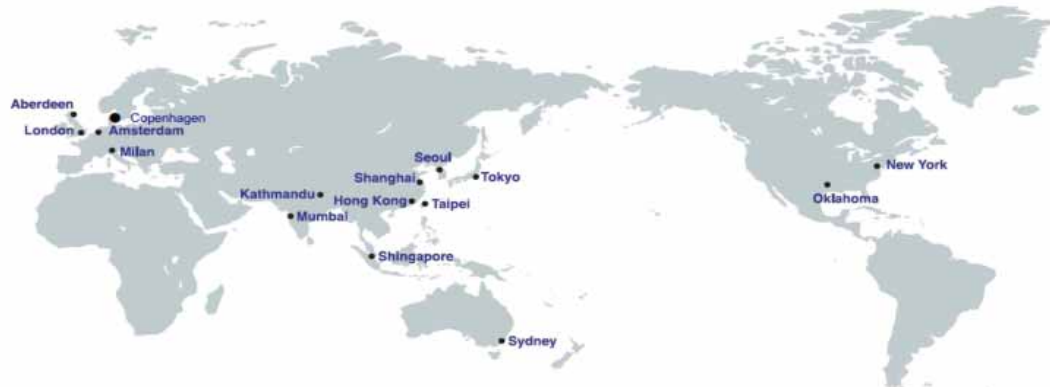 Aberdeen
Copenhagen
London
Amsterdam
Milan
Seoul
New York
Shanghai
Tokyo
Kathmandu
Hong Kong
Taipei
Oklahoma
Mumbai
Shingapore
Sydney